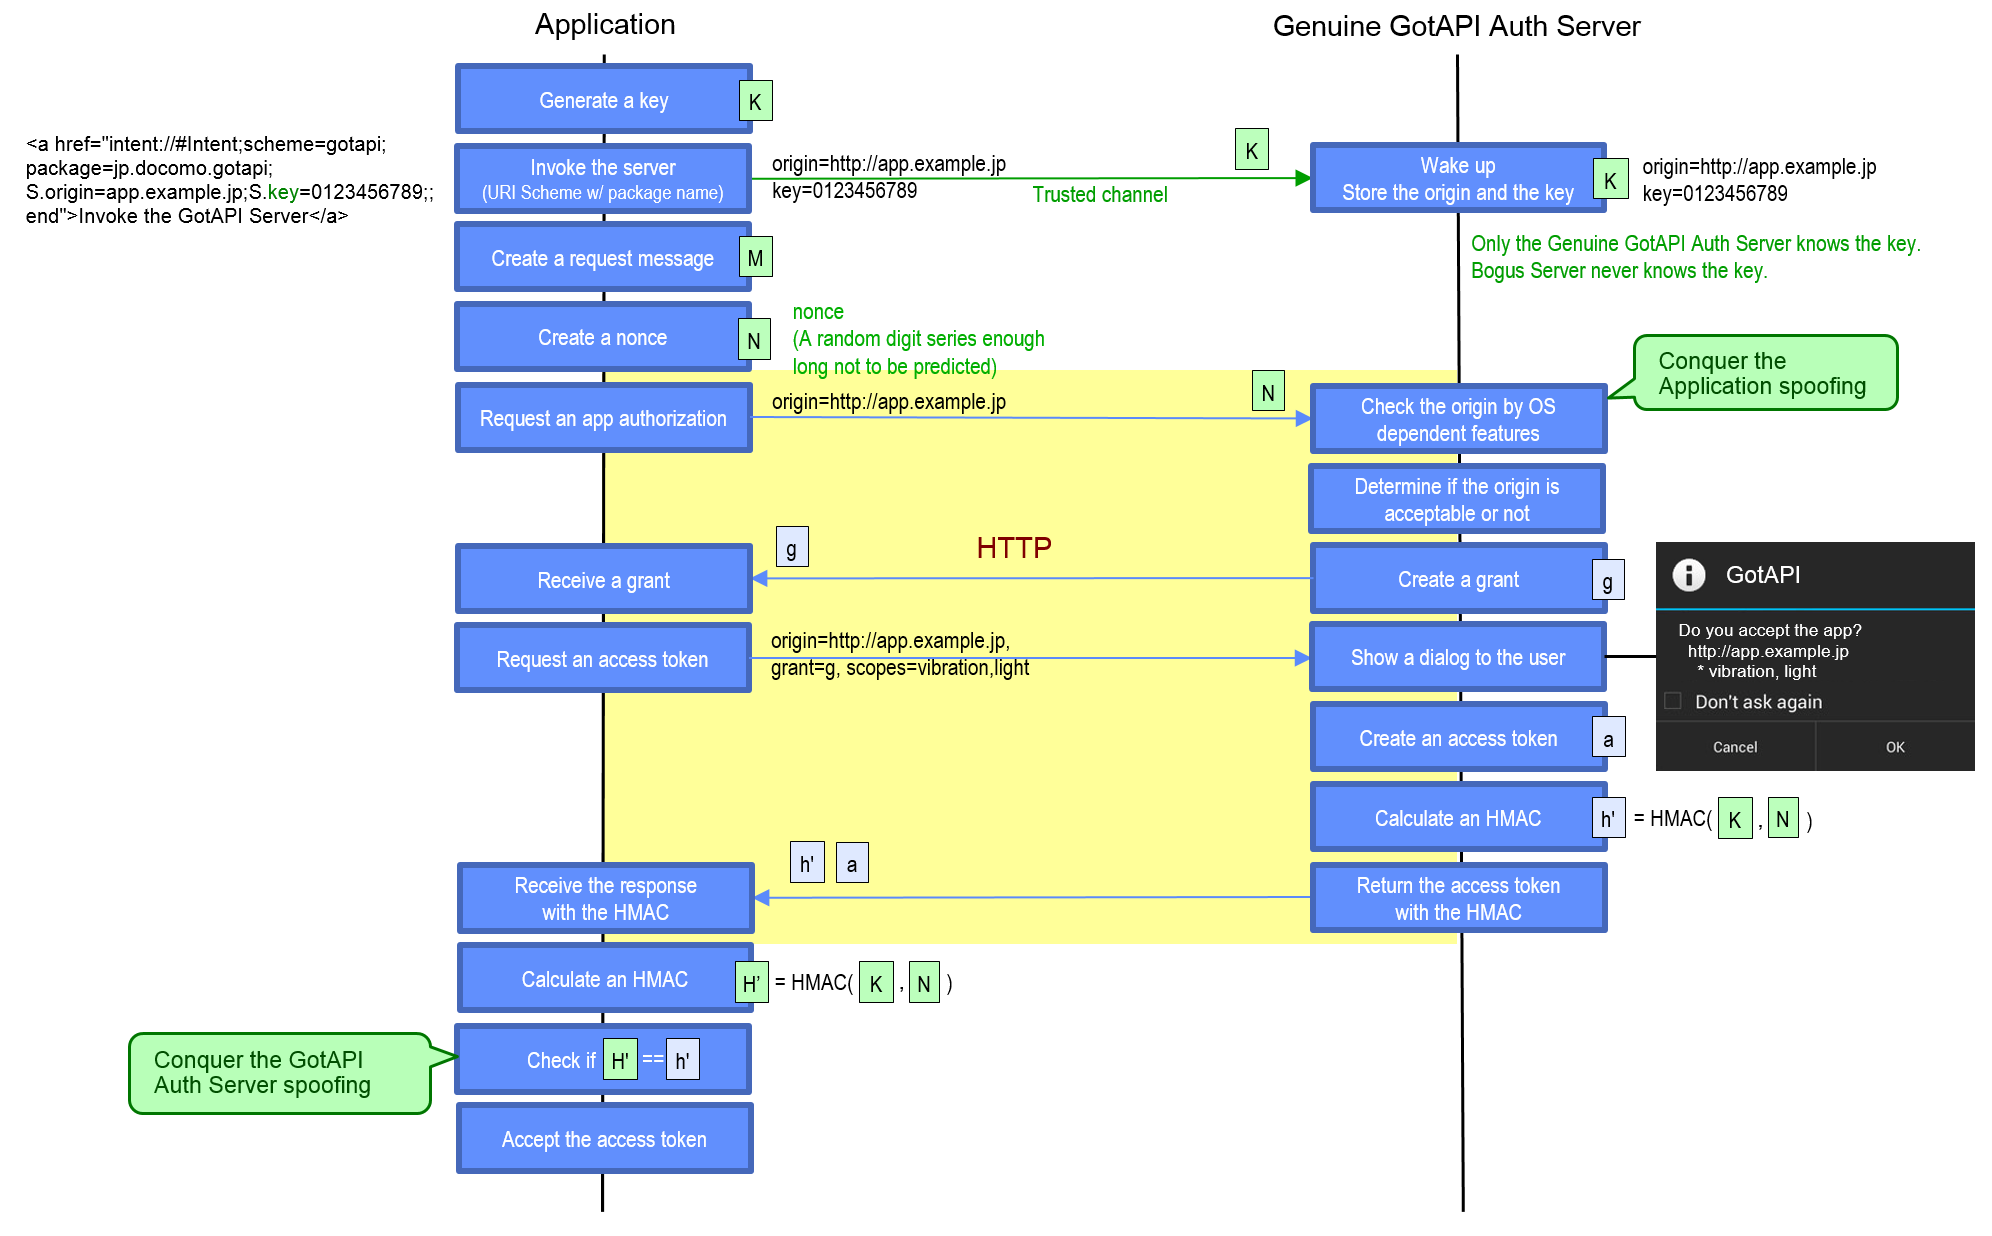 Application
Genuine GotAPI Auth Server
Generate a key
K
<a href="intent://#Intent;scheme=gotapi;
package=jp.docomo.gotapi;
S.origin=app.example.jp;S.key=0123456789;;
end">Invoke the GotAPI Server</a>
Invoke the server
(URI Scheme w/ package name)
origin=http://app.example.jp
key=0123456789
K
Trusted channel
Wake up
Store the origin and the key
K
origin=http://app.example.jp
key=0123456789
Only the Genuine GotAPI Auth Server knows the key.
Bogus Server never knows the key.
Create a request message
M
Create a nonce
N
nonce
(A random digit series enough
long not to be predicted)
Request an app authorization
origin=http://app.example.jp
N
Check the origin by OS
dependent features
Conquer the
Application spoofing
Determine if the origin is
acceptable or not
HTTP
Receive a grant
g
Create a grant
g
Request an access token
origin=http://app.example.jp,
grant=g, scopes=vibration,light
Show a dialog to the user
GotAPI
Do you accept the app?
http://app.example.jp
* vibration, light
Don't ask again
Cancel
OK
Create an access token
a
Calculate an HMAC
h' = HMAC( K , N )
Receive the response
with the HMAC
h' a
Return the access token
with the HMAC
Calculate an HMAC
H’ = HMAC( K , N )
Conquer the GotAPI
Auth Server spoofing
Check if H' == h'
Accept the access token